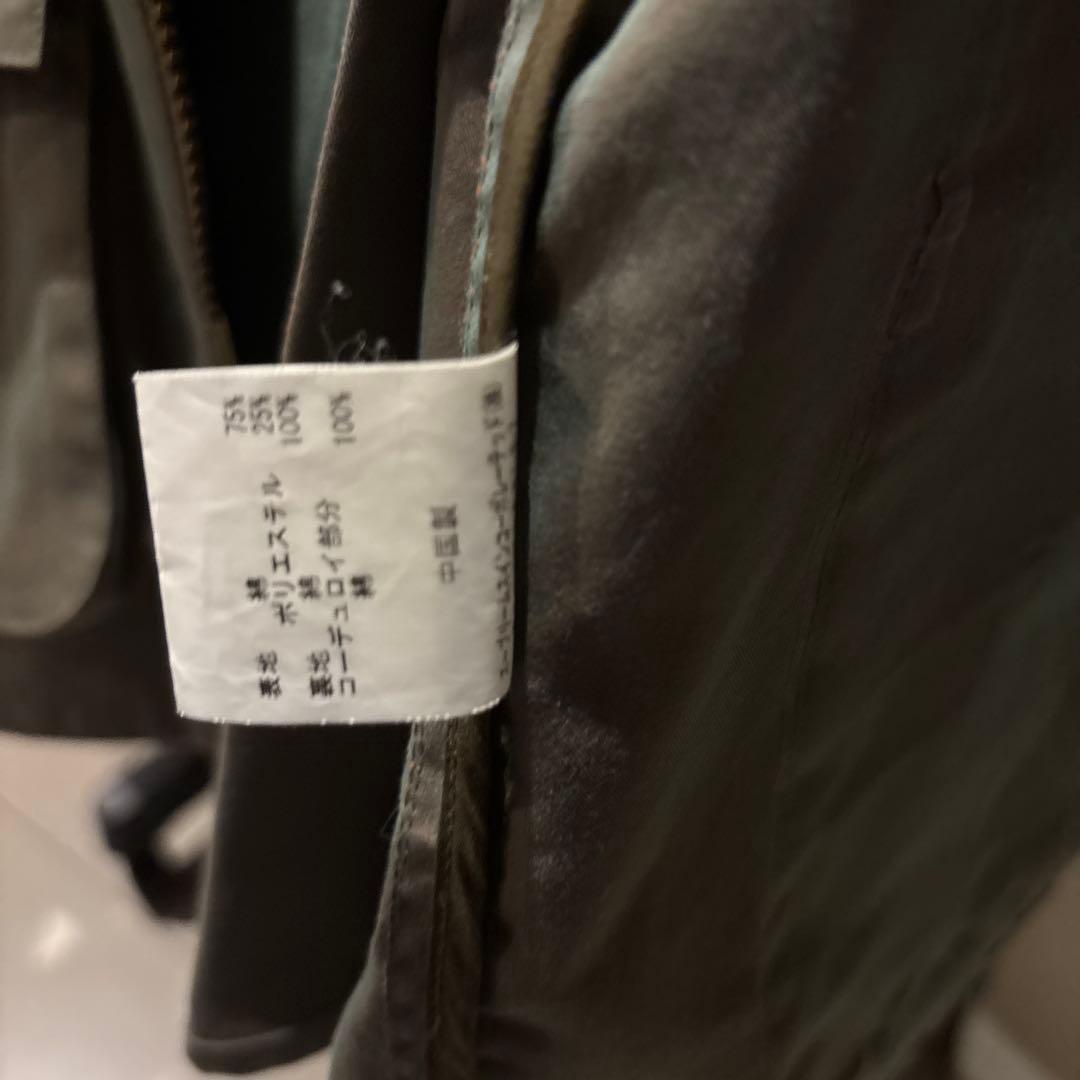 表地 綿 75%
ポリエステル 25%
裏地 綿 100%
コーデュロイ部分
綿 100%
中国製